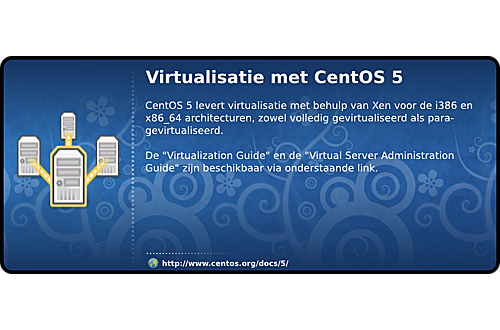 Virtualisatie met CentOS 5
CentOS 5 levert virtualisatie met behulp van Xen voor de i386 en
x86_64 architecturen, zowel volledig gevirtualiseerd als para-
gevirtualiseerd.
De "Virtualization Guide" en de "Virtual Server Administration
Guide" zijn beschikbaar via onderstaande link.
http://www.centos.org/docs/5/